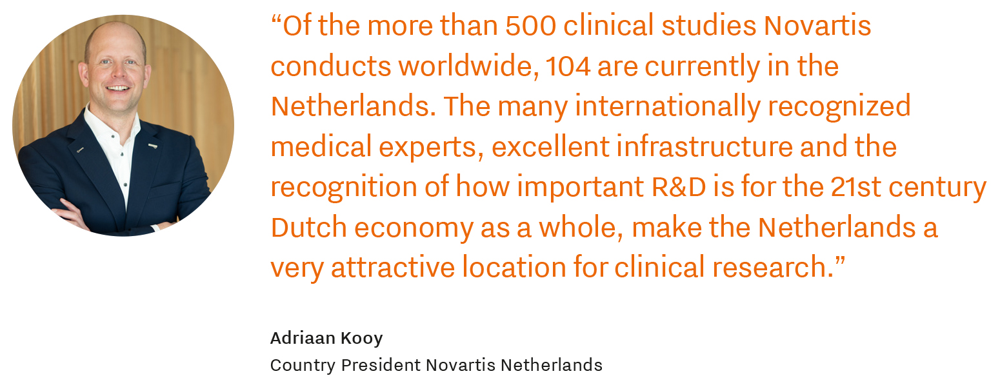 “Of the more than 500 clinical studies Novartis
conducts worldwide, 104 are currently in the
Netherlands. The many internationally recognized
medical experts, excellent infrastructure and the
recognition of how important R&D is for the 21st century
Dutch economy as a whole, make the Netherlands a
very attractive location for clinical research.”
Adriaan Kooy
Country President Novartis Netherlands